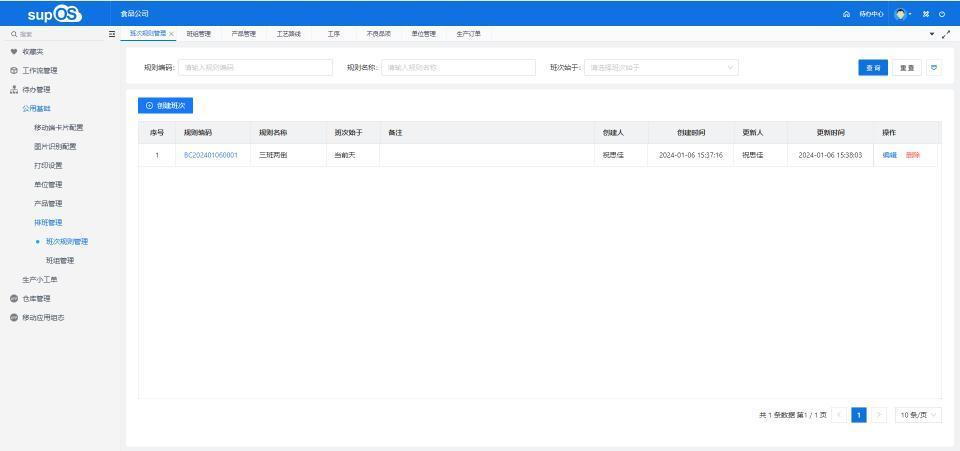 supOS 食品公司 待办中心
搜索 班次规则管理 班组管理 产品管理 工艺路线 工序 不良品项 单位管理 生产订单
收藏夹
工作流管理
待办管理
公用基础
移动端卡片配置
图片识别配置
打印设置
单位管理
产品管理
排班管理
班次规则管理
班组管理
生产小工单
仓库管理
移动应用组态
规则编码: 请输入规则编码 规则名称: 请输入规则名称 班次始于: 请选择班次始于 查询 重置
创建班次
序号 规则编码 规则名称 班次始于 备注 创建人 创建时间 更新人 更新时间 操作
1 BC202401060001 三班两倒 当前天 祝思佳 2024-01-06 15:37:16 祝思佳 2024-01-06 15:38:03 编辑 删除
共 1 条数据 第1 / 1 页 1 10 条/页